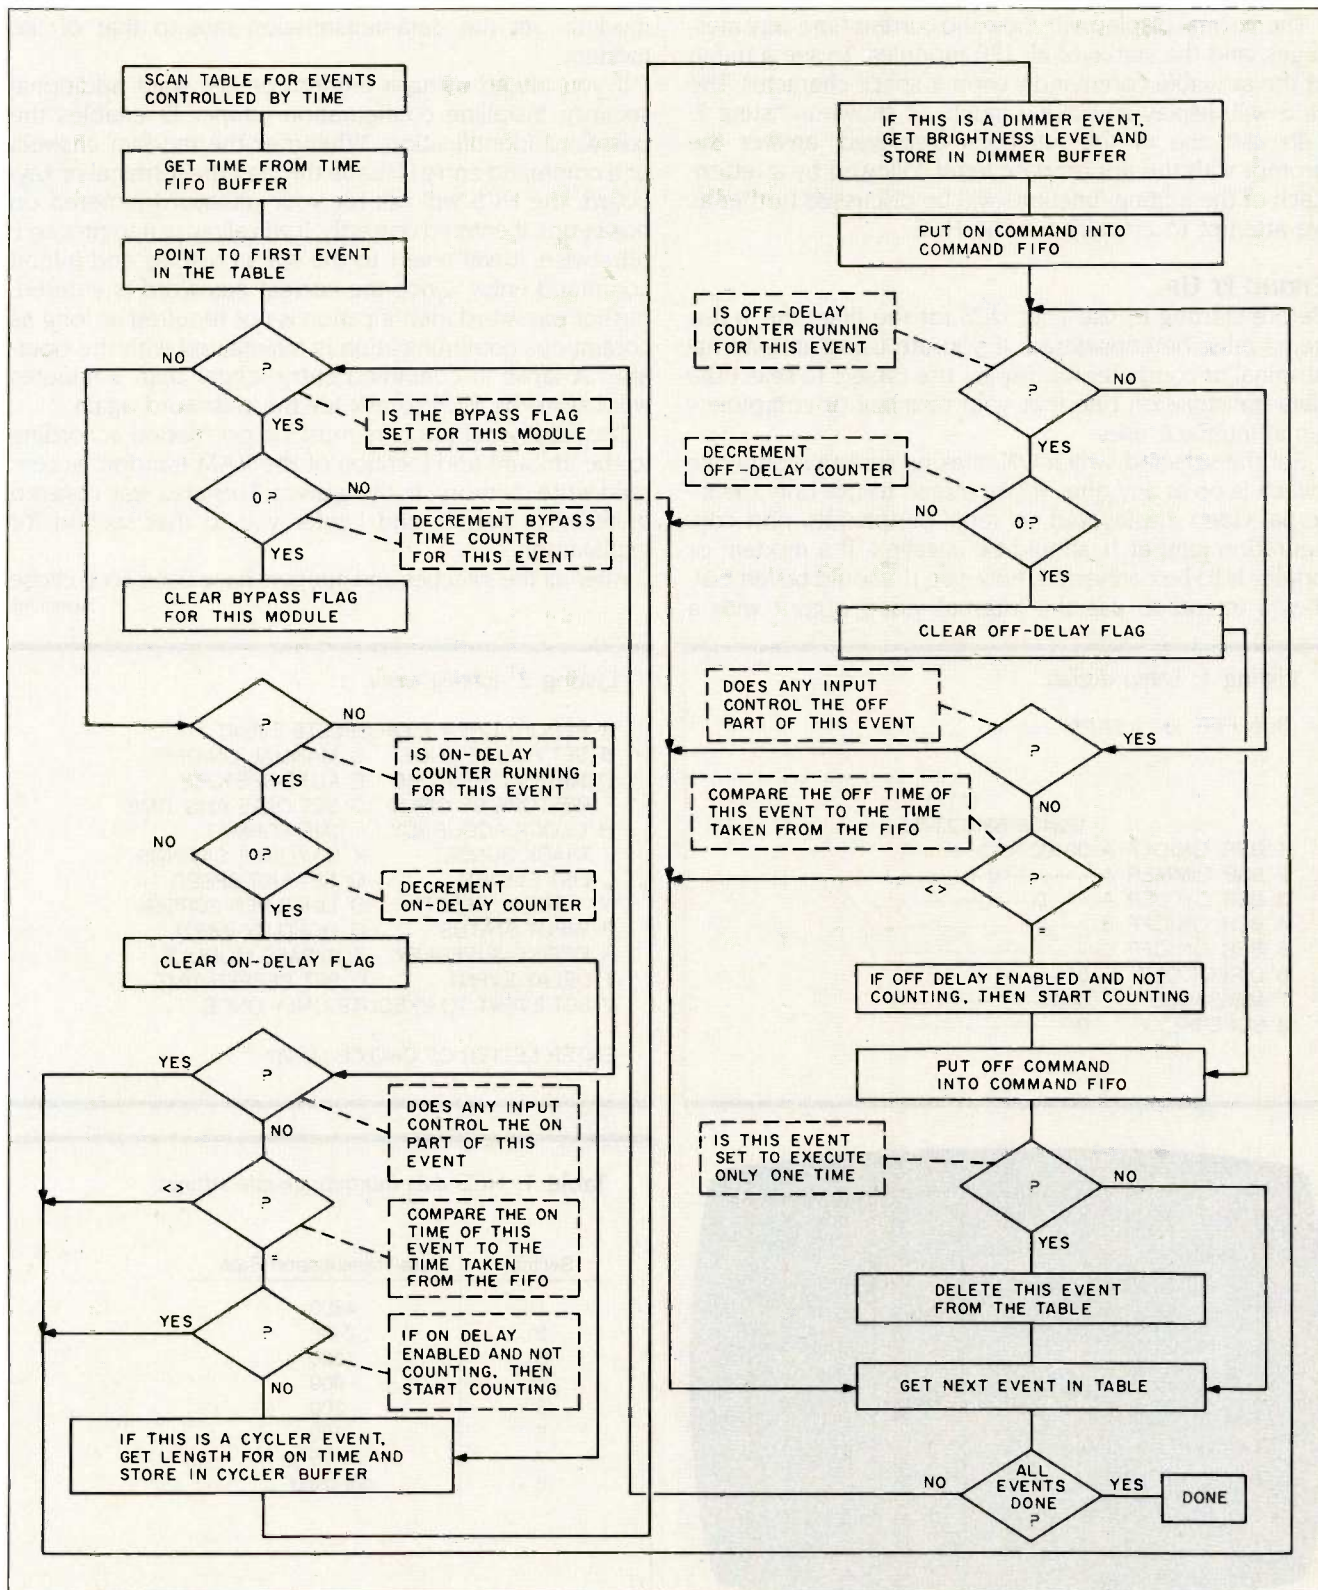 SCAN TABLE FOR EVENTS
CONTROLLED BY TIME
GET TIME FROM TIME
FIFO BUFFER
POINT TO FIRST EVENT
IN THE TABLE
NO
?
YES
IS THE BYPASS FLAG
SET FOR THIS MODULE
0?
NO
YES
DECREMENT BYPASS
TIME COUNTER
FOR THIS EVENT
CLEAR BYPASS FLAG
FOR THIS MODULE
?
NO
YES
IS ON-DELAY
COUNTER RUNNING
FOR THIS EVENT
NO
0?
YES
DECREMENT
ON-DELAY COUNTER
CLEAR ON-DELAY FLAG
YES
?
NO
DOES ANY INPUT
CONTROL THE ON
PART OF THIS
EVENT
<>
?
=
COMPARE THE ON
TIME OF THIS
EVENT TO THE
TIME TAKEN
FROM THE FIFO
YES
?
NO
IF ON DELAY
ENABLED AND NOT
COUNTING, THEN
START COUNTING
IF THIS IS A CYCLER EVENT,
GET LENGTH FOR ON TIME AND
STORE IN CYCLER BUFFER
IF THIS IS A DIMMER EVENT,
GET BRIGHTNESS LEVEL AND
STORE IN DIMMER BUFFER
PUT ON COMMAND INTO
COMMAND FIFO
IS OFF-DELAY
COUNTER RUNNING
FOR THIS EVENT
?
NO
YES
DECREMENT
OFF-DELAY COUNTER
NO
0?
YES
CLEAR OFF-DELAY FLAG
DOES ANY INPUT
CONTROL THE OFF
PART OF THIS EVENT
?
YES
NO
COMPARE THE OFF TIME OF
THIS EVENT TO THE TIME
TAKEN FROM THE FIFO
<>
?
=
IF OFF DELAY ENABLED AND NOT
COUNTING, THEN START COUNTING
PUT OFF COMMAND
INTO COMMAND FIFO
IS THIS EVENT
SET TO EXECUTE
ONLY ONE TIME
?
NO
YES
DELETE THIS EVENT
FROM THE TABLE
GET NEXT EVENT IN TABLE
NO
ALL
EVENTS
DONE
?
YES
DONE